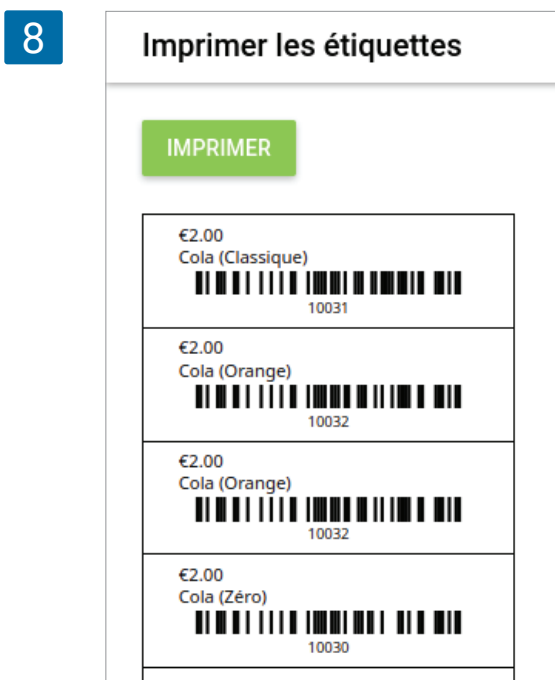 8
Imprimer les étiquettes
IMPRIMER
€2.00
Cola (Classique)
10031
€2.00
Cola (Orange)
10032
€2.00
Cola (Orange)
10032
€2.00
Cola (Zéro)
10030